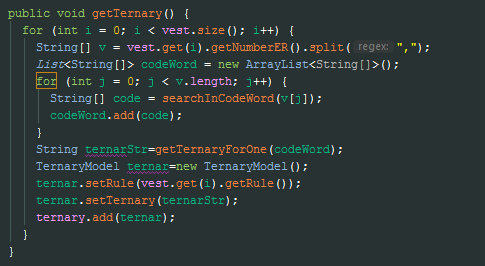 public void getTernary() {
for (int i = 0; i < vest.size(); i++) {
String[] v = vest.get(i).getNumberER().split( regex: ",");
List<String[]> codeWord = new ArrayList<String[]>();
for (int j = 0; j < v.length; j++) {
String[] code = searchInCodeWord(v[j]);
codeWord.add(code);
}
String ternarStr=getTernaryForOne(codeWord);
TernaryModel ternar=new TernaryModel();
ternar.setRule(vest.get(i).getRule());
ternar.setTernary(ternarStr);
ternary.add(ternar);
}
}